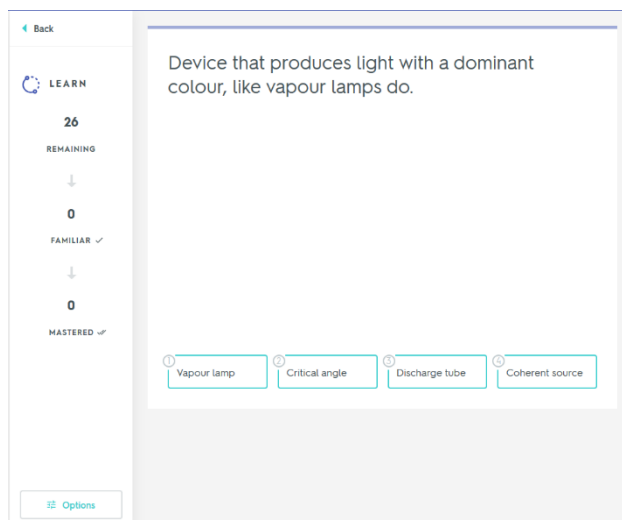 Back
LEARN
26
REMAINING
0
FAMILIAR
0
MASTERED
Options
Device that produces light with a dominant
colour, like vapour lamps do.
1 Vapour lamp
2 Critical angle
3 Discharge tube
4 Coherent source